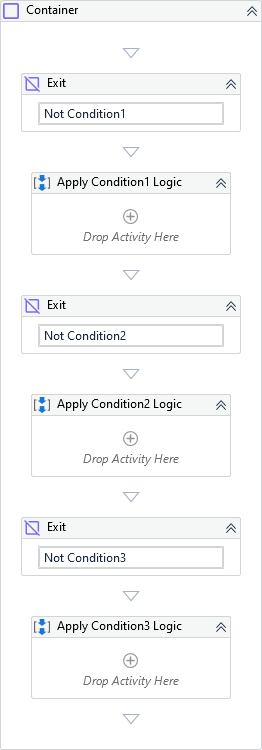 Container
Exit
Not Condition1
Apply Condition1 Logic
Drop Activity Here
Exit
Not Condition2
Apply Condition2 Logic
Drop Activity Here
Exit
Not Condition3
Apply Condition3 Logic
Drop Activity Here